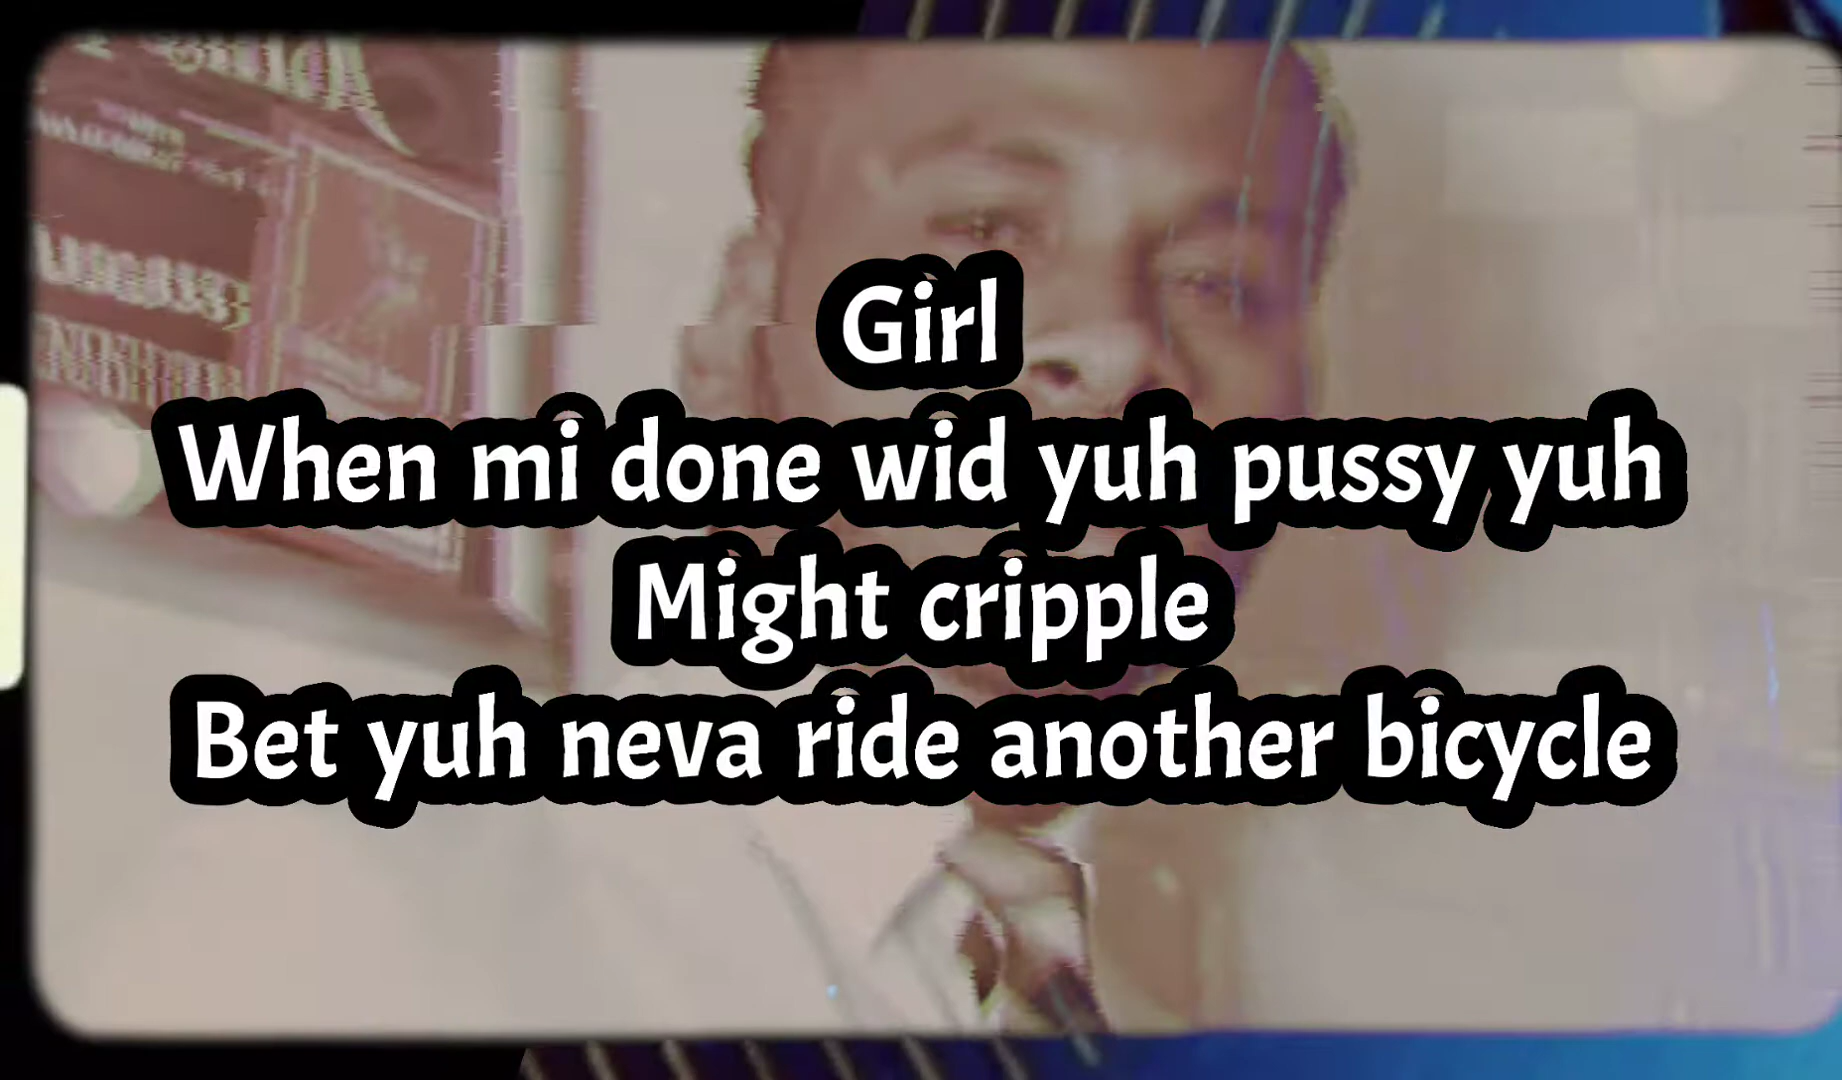 Girl
When mi done wid yuh pussy yuh
Might cripple
Bet yuh neva ride another bicycle